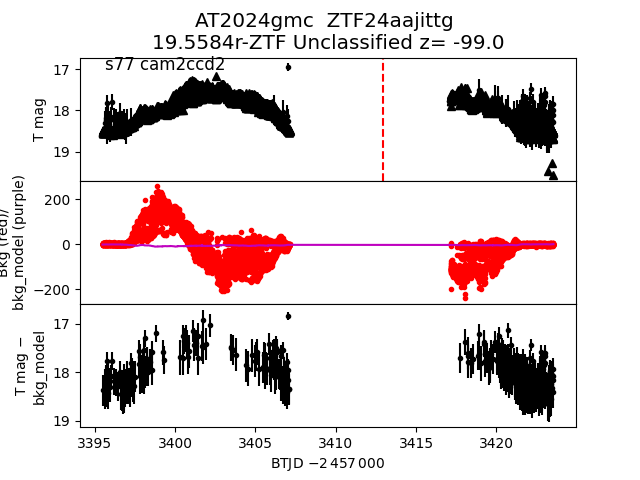 AT2024gmc  ZTF24aajittg
19.5584r-ZTF Unclassified z= -99.0
s77 cam2ccd2
T mag
17
18
19
Bkg (red)/
bkg_model (purple)
200
0
−200
T mag −
bkg_model
17
18
19
3395 3400 3405 3410 3415 3420
BTJD −2 457 000